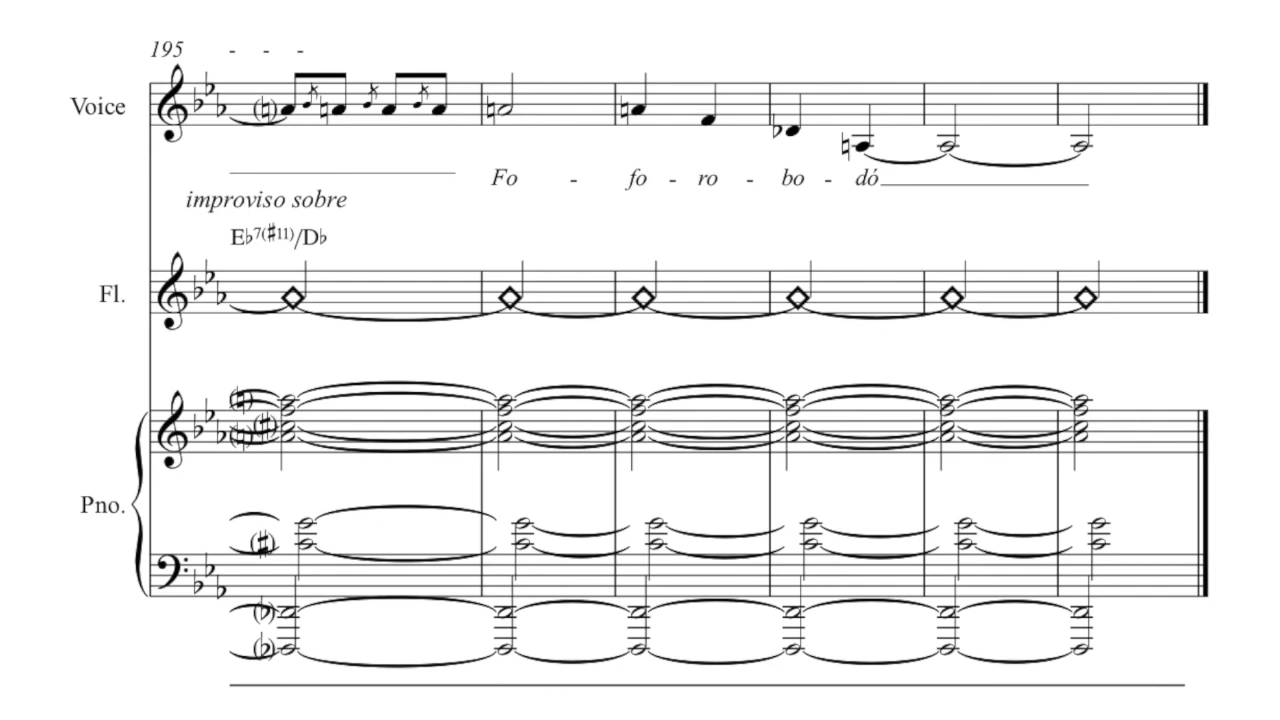 195 - - -
Voice
Fo - fo - ro - bo - dó
improviso sobre
E♭7(♯11)/D♭
Fl.
Pno.